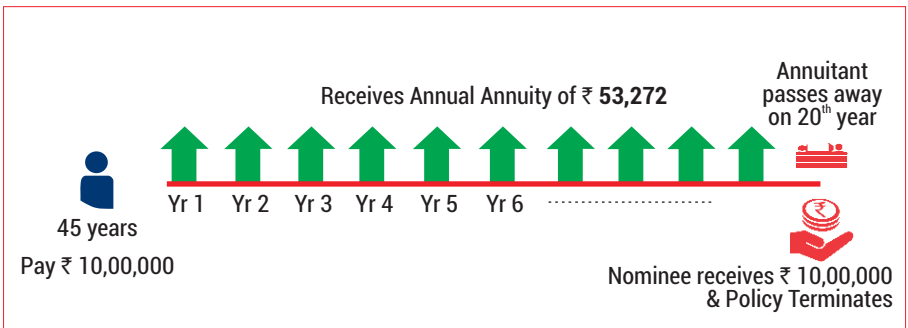 Receives Annual Annuity of ₹ 53,272
Annuitant
passes away
on 20th year
Yr 1 Yr 2 Yr 3 Yr 4 Yr 5 Yr 6 ........................
45 years
Pay ₹ 10,00,000
₹
Nominee receives ₹ 10,00,000
& Policy Terminates